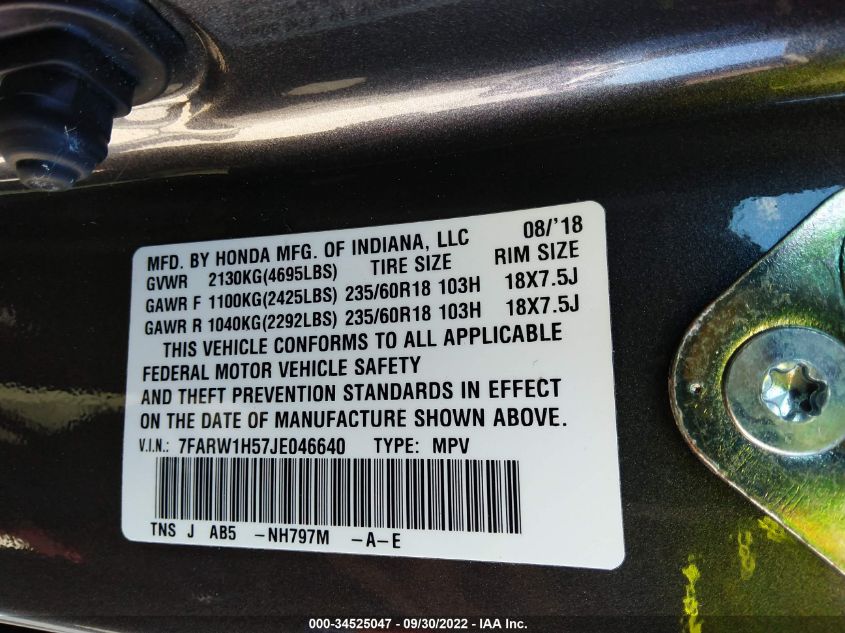 MFD. BY HONDA MFG. OF INDIANA, LLC 08/'18
GVWR 2130KG(4695LBS) TIRE SIZE RIM SIZE
GAWR F 1100KG(2425LBS) 235/60R18 103H 18X7.5J
GAWR R 1040KG(2292LBS) 235/60R18 103H 18X7.5J
THIS VEHICLE CONFORMS TO ALL APPLICABLE
FEDERAL MOTOR VEHICLE SAFETY
AND THEFT PREVENTION STANDARDS IN EFFECT
ON THE DATE OF MANUFACTURE SHOWN ABOVE.
V.I.N.: 7FARW1H57JE046640 TYPE: MPV
TNS J AB5 -NH797M -A-E
000-34525047 - 09/30/2022 - IAA Inc.